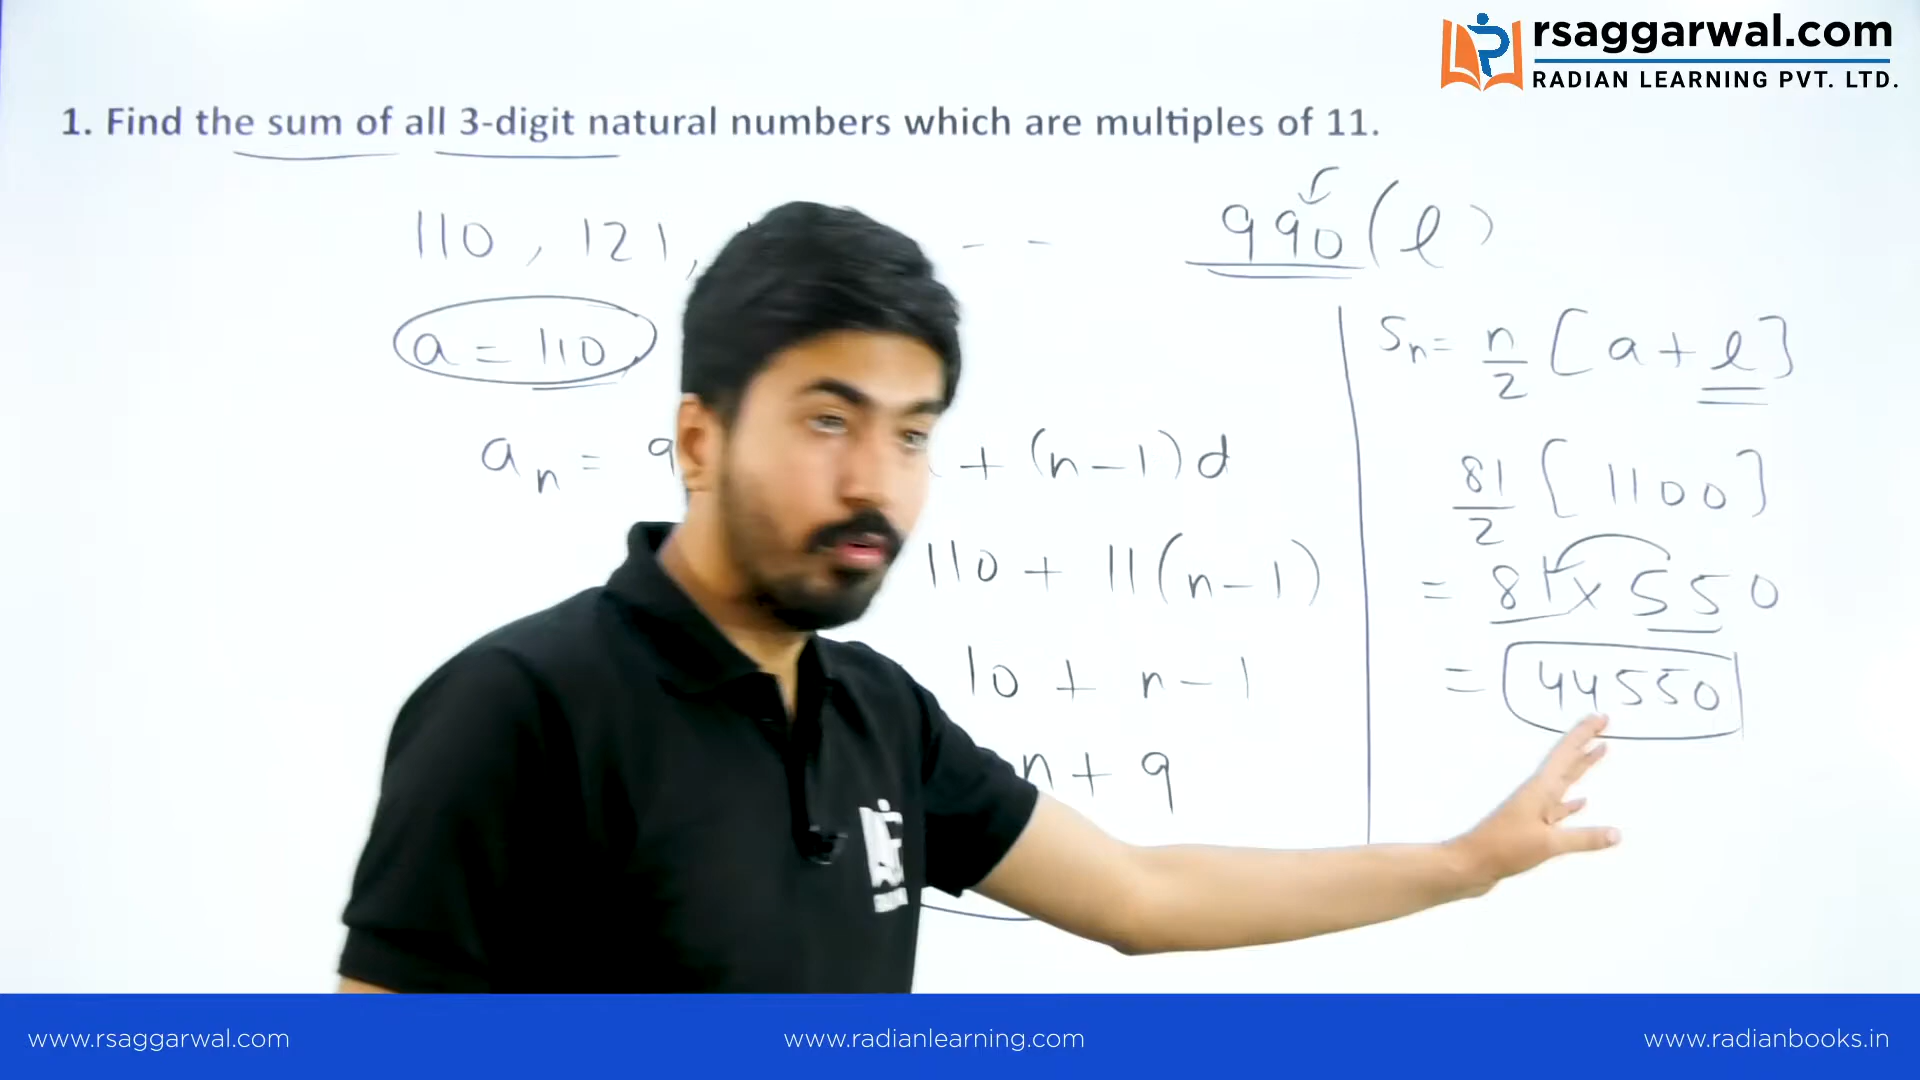 rsaggarwal.com
RADIAN LEARNING PVT. LTD.
1. Find the sum of all 3-digit natural numbers which are multiples of 11.
110 , 121, - - 990 (l)
a = 110
aₙ = 9 + (n-1)d
110 + 11(n-1)
10 + n-1
n + 9
Sₙ = n/2 [a + l]
81/2 [1100]
= 81 x 550
= 44550
www.rsaggarwal.com
www.radianlearning.com
www.radianbooks.in